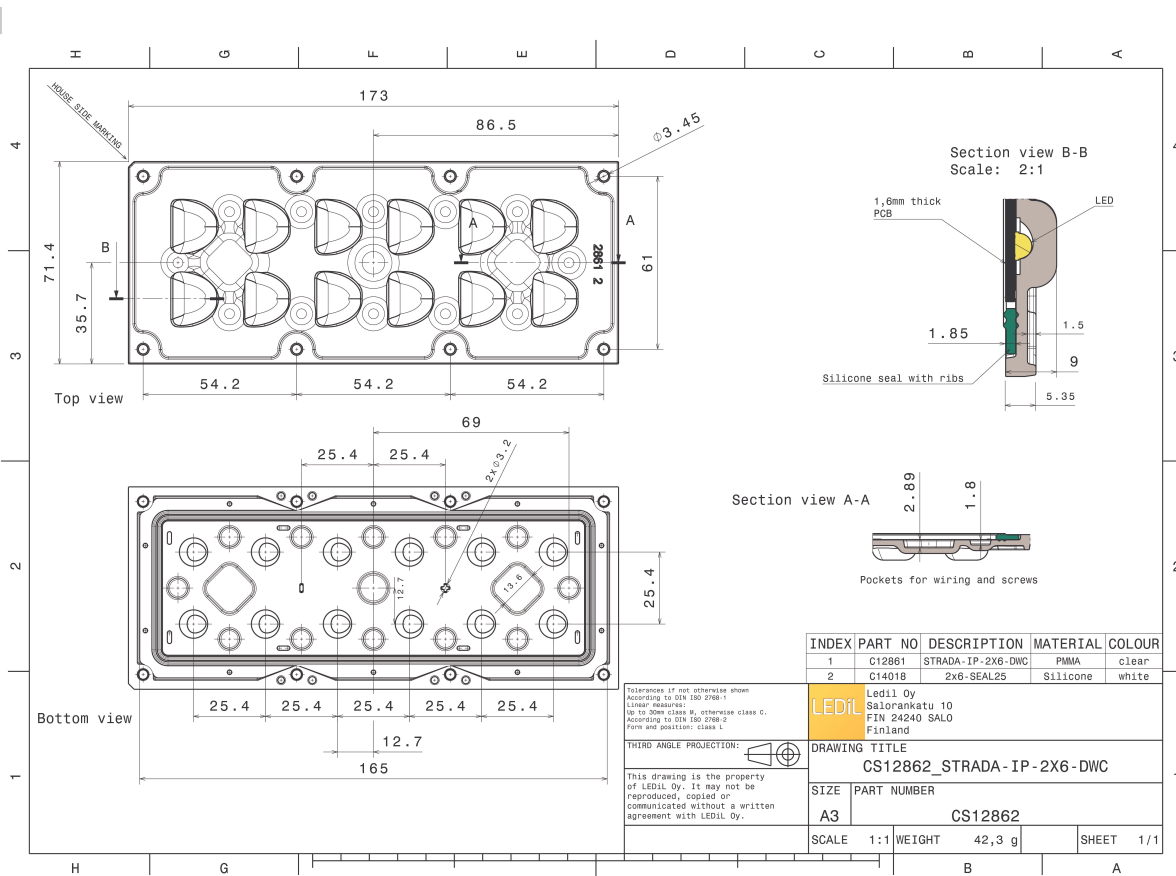 H G F E D C B A
4
3
2
1
HOUSE SIDE MARKING
173
86.5
Ø3.45
71.4
35.7
61
B
A
A
2861 2
54.2 54.2 54.2
Top view
Section view B-B
Scale: 2:1
1,6mm thick
PCB
LED
1.85
1.5
9
5.35
Silicone seal with ribs
69
25.4 25.4
2xØ3.2
12.7
13.6
25.4
Bottom view
25.4 25.4 25.4 25.4 25.4
12.7
165
Section view A-A
2.89
1.8
Pockets for wiring and screws
INDEX PART NO DESCRIPTION MATERIAL COLOUR
1 C12861 STRADA-IP-2X6-DWC PMMA clear
2 C14018 2x6-SEAL25 Silicone white
Tolerances if not otherwise shown
According to DIN ISO 2768-1
Linear measures:
Up to 30mm class M, otherwise class C.
According to DIN ISO 2768-2
Form and position: class L
THIRD ANGLE PROJECTION:
This drawing is the property
of LEDiL Oy. It may not be
reproduced, copied or
communicated without a written
agreement with LEDiL Oy.
LEDiL
Ledil Oy
Salorankatu 10
FIN 24240 SALO
Finland
DRAWING TITLE
CS12862_STRADA-IP-2X6-DWC
SIZE PART NUMBER
A3 CS12862
SCALE 1:1 WEIGHT 42,3 g SHEET 1/1
H G B A